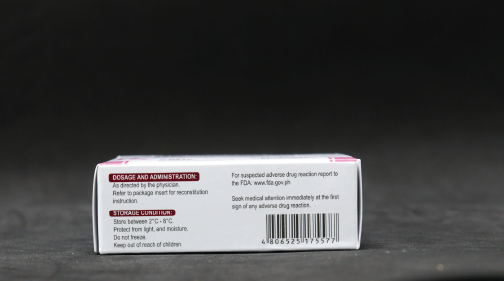 DOSAGE AND ADMINISTRATION:
As directed by the physician.
Refer to package insert for reconstitution
instruction.
STORAGE CONDITION:
Store between 2°C - 8°C.
Protect from light, and moisture.
Do not freeze.
Keep out of reach of children.
For suspected adverse drug reaction report to
the FDA: www.fda.gov.ph
Seek medical attention immediately at the first
sign of any adverse drug reaction.
4 806525 175577